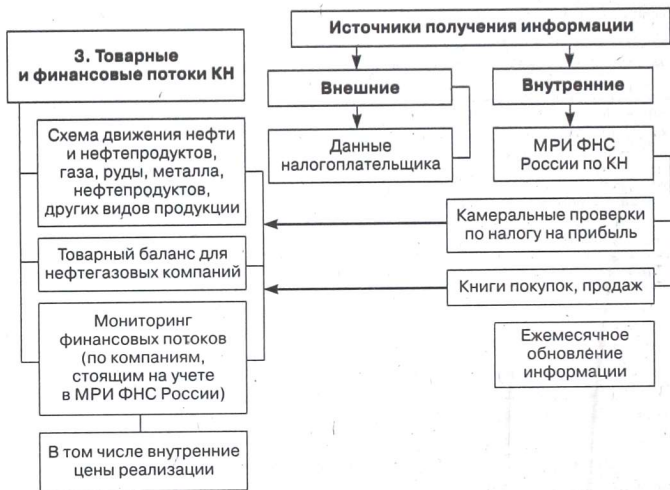 Источники получения информации
3. Товарные
и финансовые потоки КН
Внешние
Внутренние
Схема движения нефти
и нефтепродуктов,
газа, руды, металла,
нефтепродуктов,
других видов продукции
Данные
налогоплательщика
МРИ ФНС
России по КН
Камеральные проверки
по налогу на прибыль
Товарный баланс для
нефтегазовых компаний
Книги покупок, продаж
Мониторинг
финансовых потоков
(по компаниям,
стоящим на учете
в МРИ ФНС России)
Ежемесячное
обновление
информации
В том числе внутренние
цены реализации